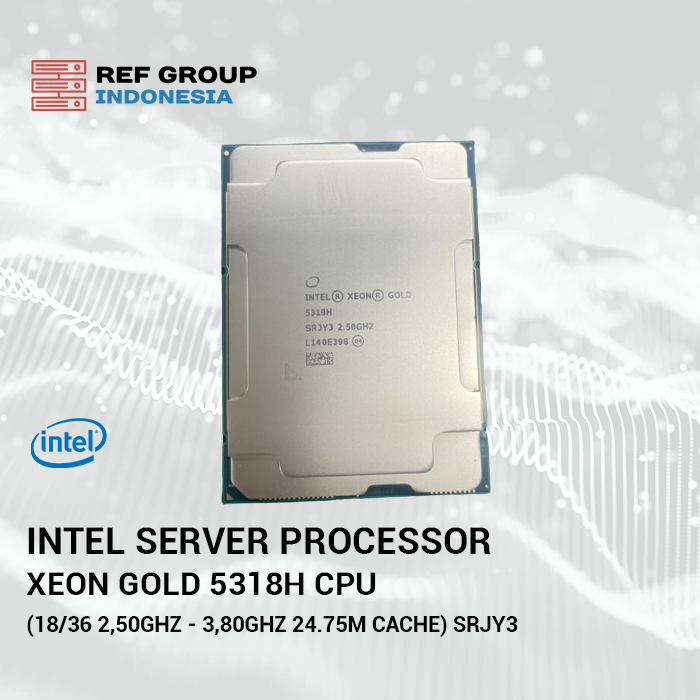 REF GROUP
INDONESIA
INTEL® XEON® GOLD
5318H
SRJY3 2.50GHZ
L140E398 e4
intel
INTEL SERVER PROCESSOR
XEON GOLD 5318H CPU
(18/36 2,50GHZ - 3,80GHZ 24.75M CACHE) SRJY3